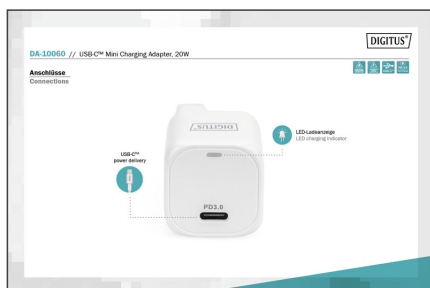 DIGITUS®
DA-10060 // USB-C™ Mini Charging Adapter, 20W
Anschlüsse
Connections
DIGITUS
LED-Ladeanzeige
LED charging indicator
USB-C™
power delivery
PD3.0